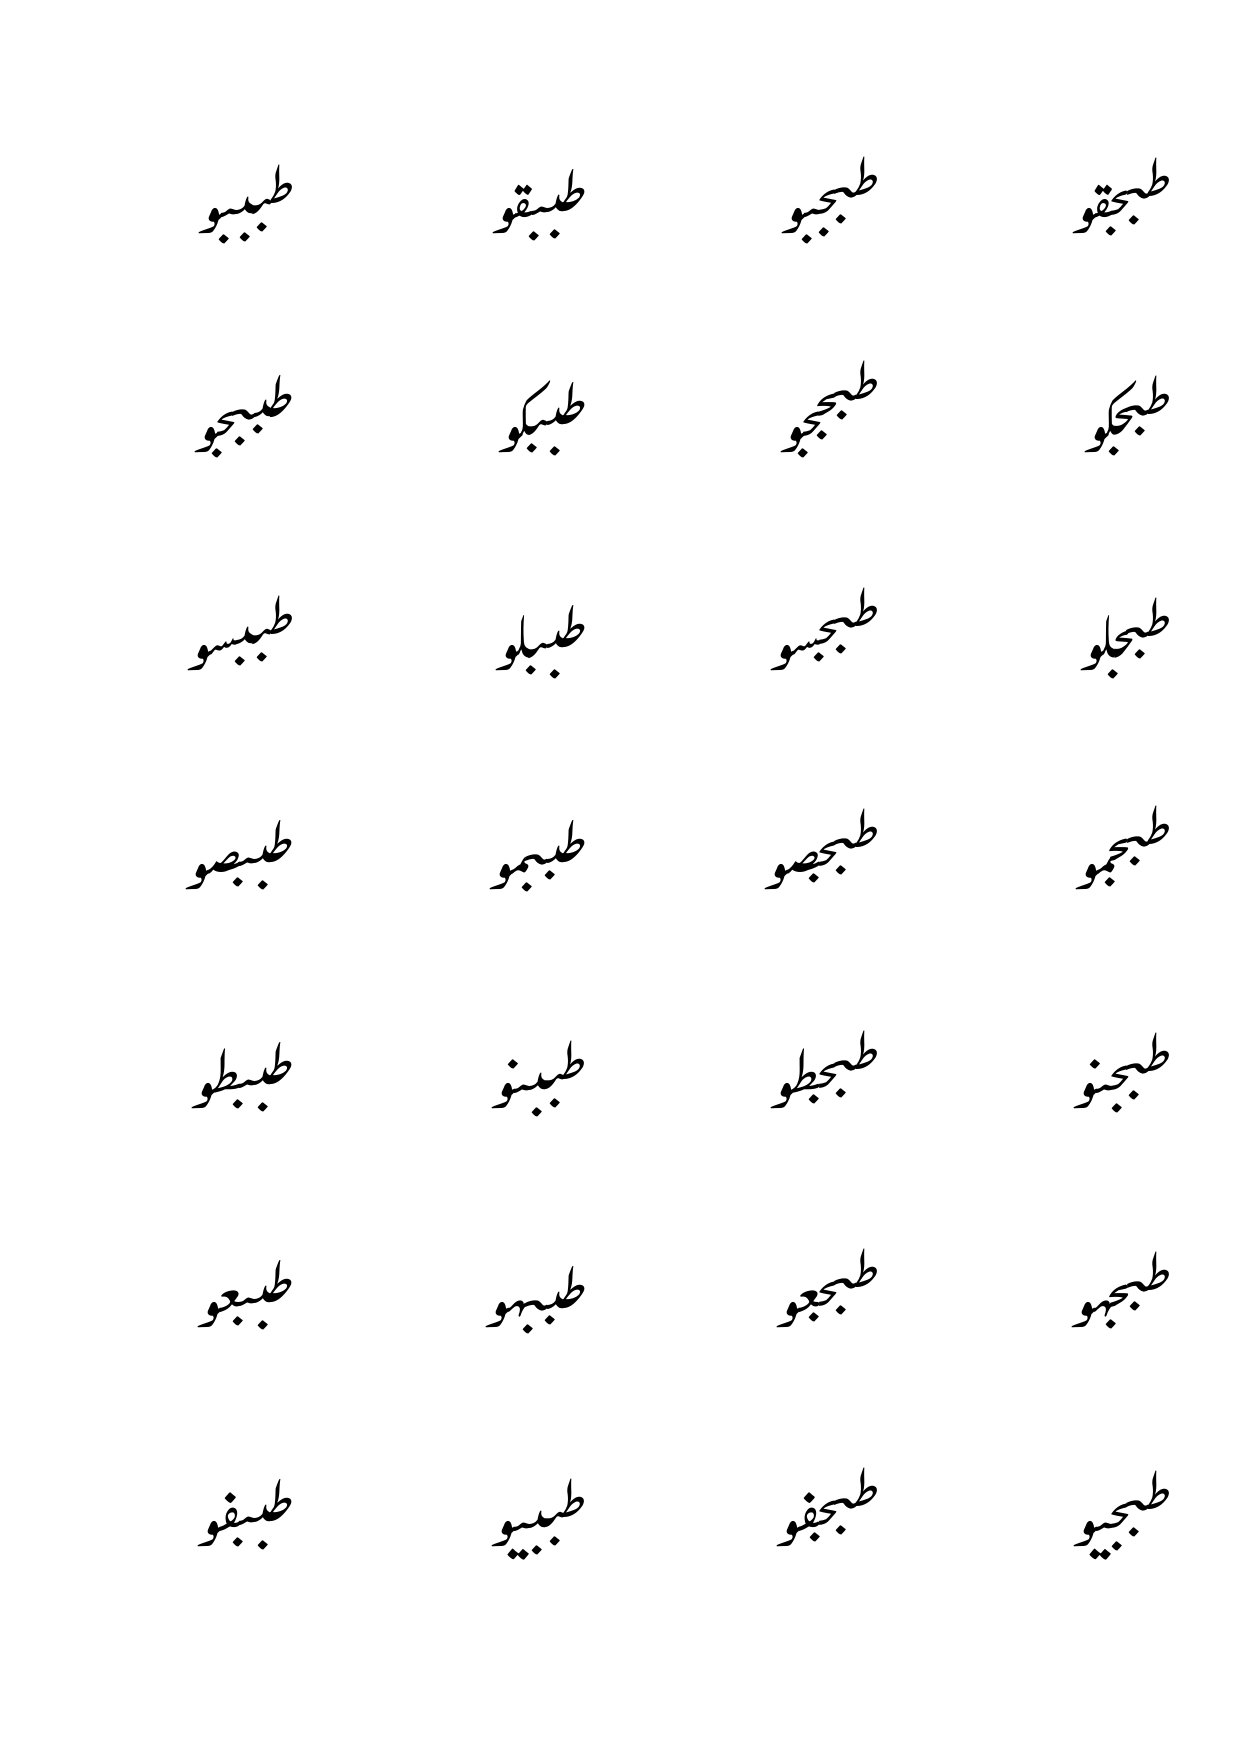 طبجقو طبجبو طببقو طبببو
طبجكو طبججو طببكو طببجو
طبجلو طبجسو طببلو طببسو
طبجمو طبجصو طببمو طببصو
طبجنو طبجطو طببنو طببطو
طبجهو طبجعو طببهو طببعو
طبجيو طبجفو طببيو طببفو